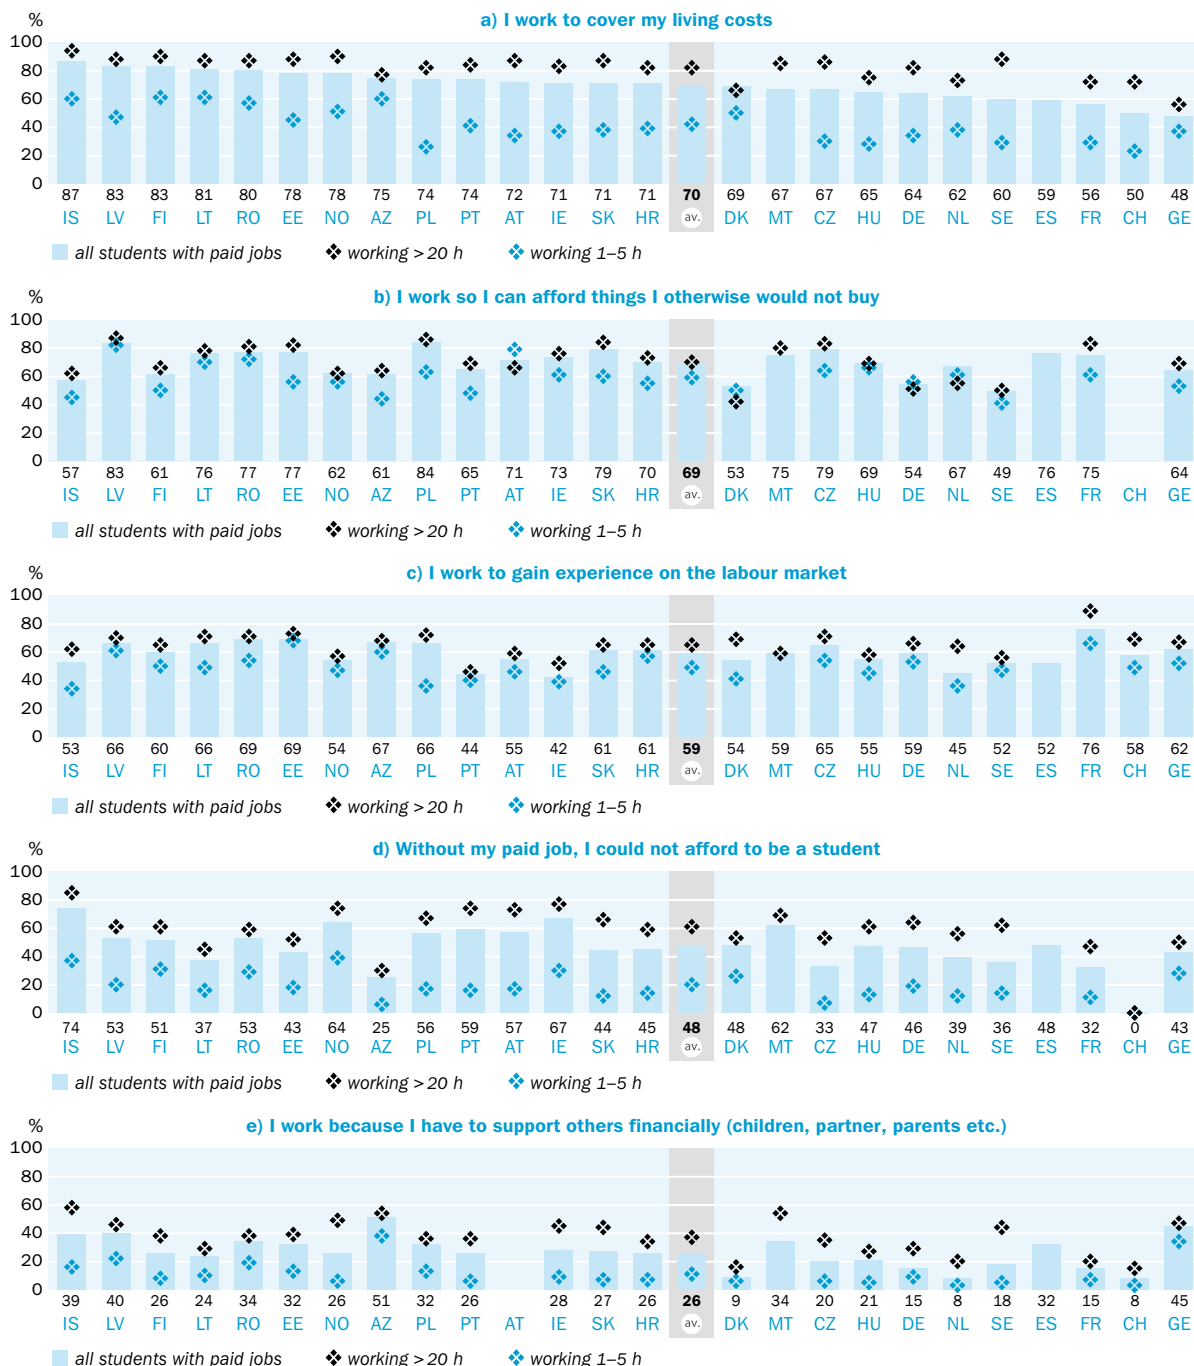 % a) I work to cover my living costs
100
80
60
40
20
0
87 83 83 81 80 78 78 75 74 74 72 71 71 71 70 69 67 67 65 64 62 60 59 56 50 48
IS LV FI LT RO EE NO AZ PL PT AT IE SK HR av. DK MT CZ HU DE NL SE ES FR CH GE
all students with paid jobs working > 20 h working 1–5 h
% b) I work so I can afford things I otherwise would not buy
100
80
60
40
20
0
57 83 61 76 77 77 62 61 84 65 71 73 79 70 69 53 75 79 69 54 67 49 76 75 64
IS LV FI LT RO EE NO AZ PL PT AT IE SK HR av. DK MT CZ HU DE NL SE ES FR CH GE
all students with paid jobs working > 20 h working 1–5 h
% c) I work to gain experience on the labour market
100
80
60
40
20
0
53 66 60 66 69 69 54 67 66 44 55 42 61 61 59 54 59 65 55 59 45 52 52 76 58 62
IS LV FI LT RO EE NO AZ PL PT AT IE SK HR av. DK MT CZ HU DE NL SE ES FR CH GE
all students with paid jobs working > 20 h working 1–5 h
% d) Without my paid job, I could not afford to be a student
100
80
60
40
20
0
74 53 51 37 53 43 64 25 56 59 57 67 44 45 48 48 62 33 47 46 39 36 48 32 0 43
IS LV FI LT RO EE NO AZ PL PT AT IE SK HR av. DK MT CZ HU DE NL SE ES FR CH GE
all students with paid jobs working > 20 h working 1–5 h
% e) I work because I have to support others financially (children, partner, parents etc.)
100
80
60
40
20
0
39 40 26 24 34 32 26 51 32 26 28 27 26 26 9 34 20 21 15 8 18 32 15 8 45
IS LV FI LT RO EE NO AZ PL PT AT IE SK HR av. DK MT CZ HU DE NL SE ES FR CH GE
all students with paid jobs working > 20 h working 1–5 h